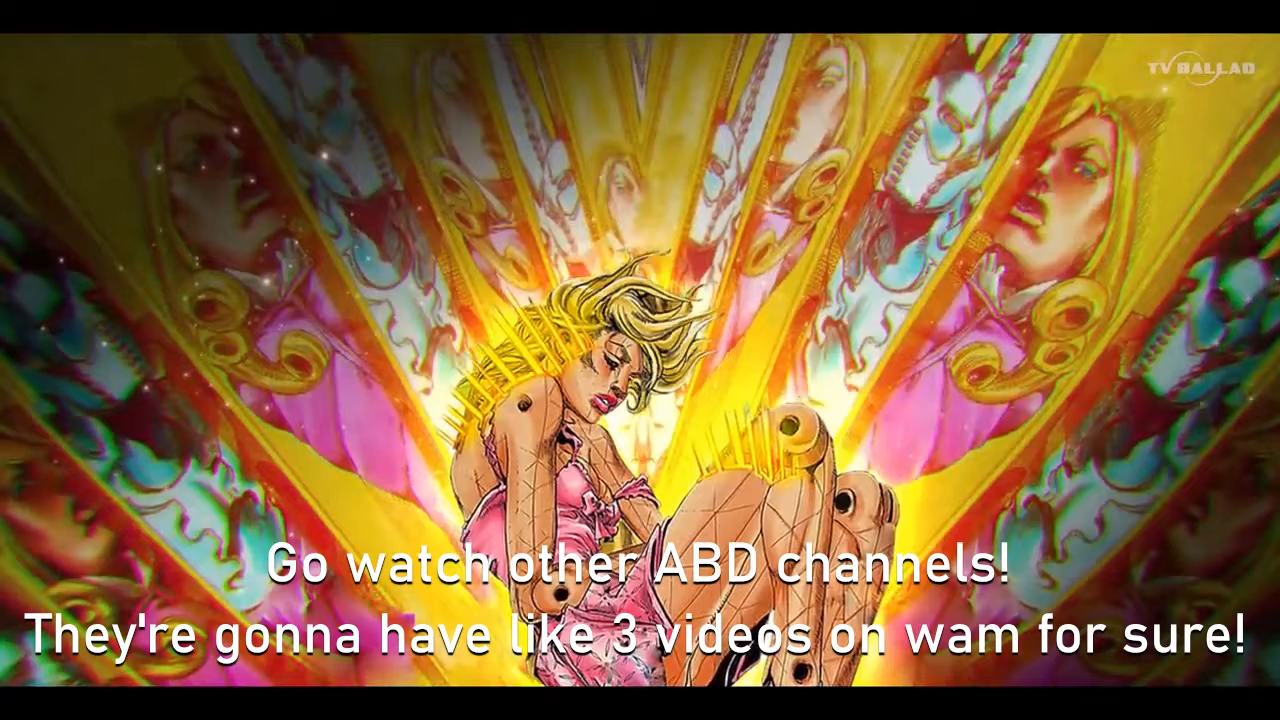 TV BALLAD
Go watch other ABD channels!
They're gonna have like 3 videos on wam for sure!